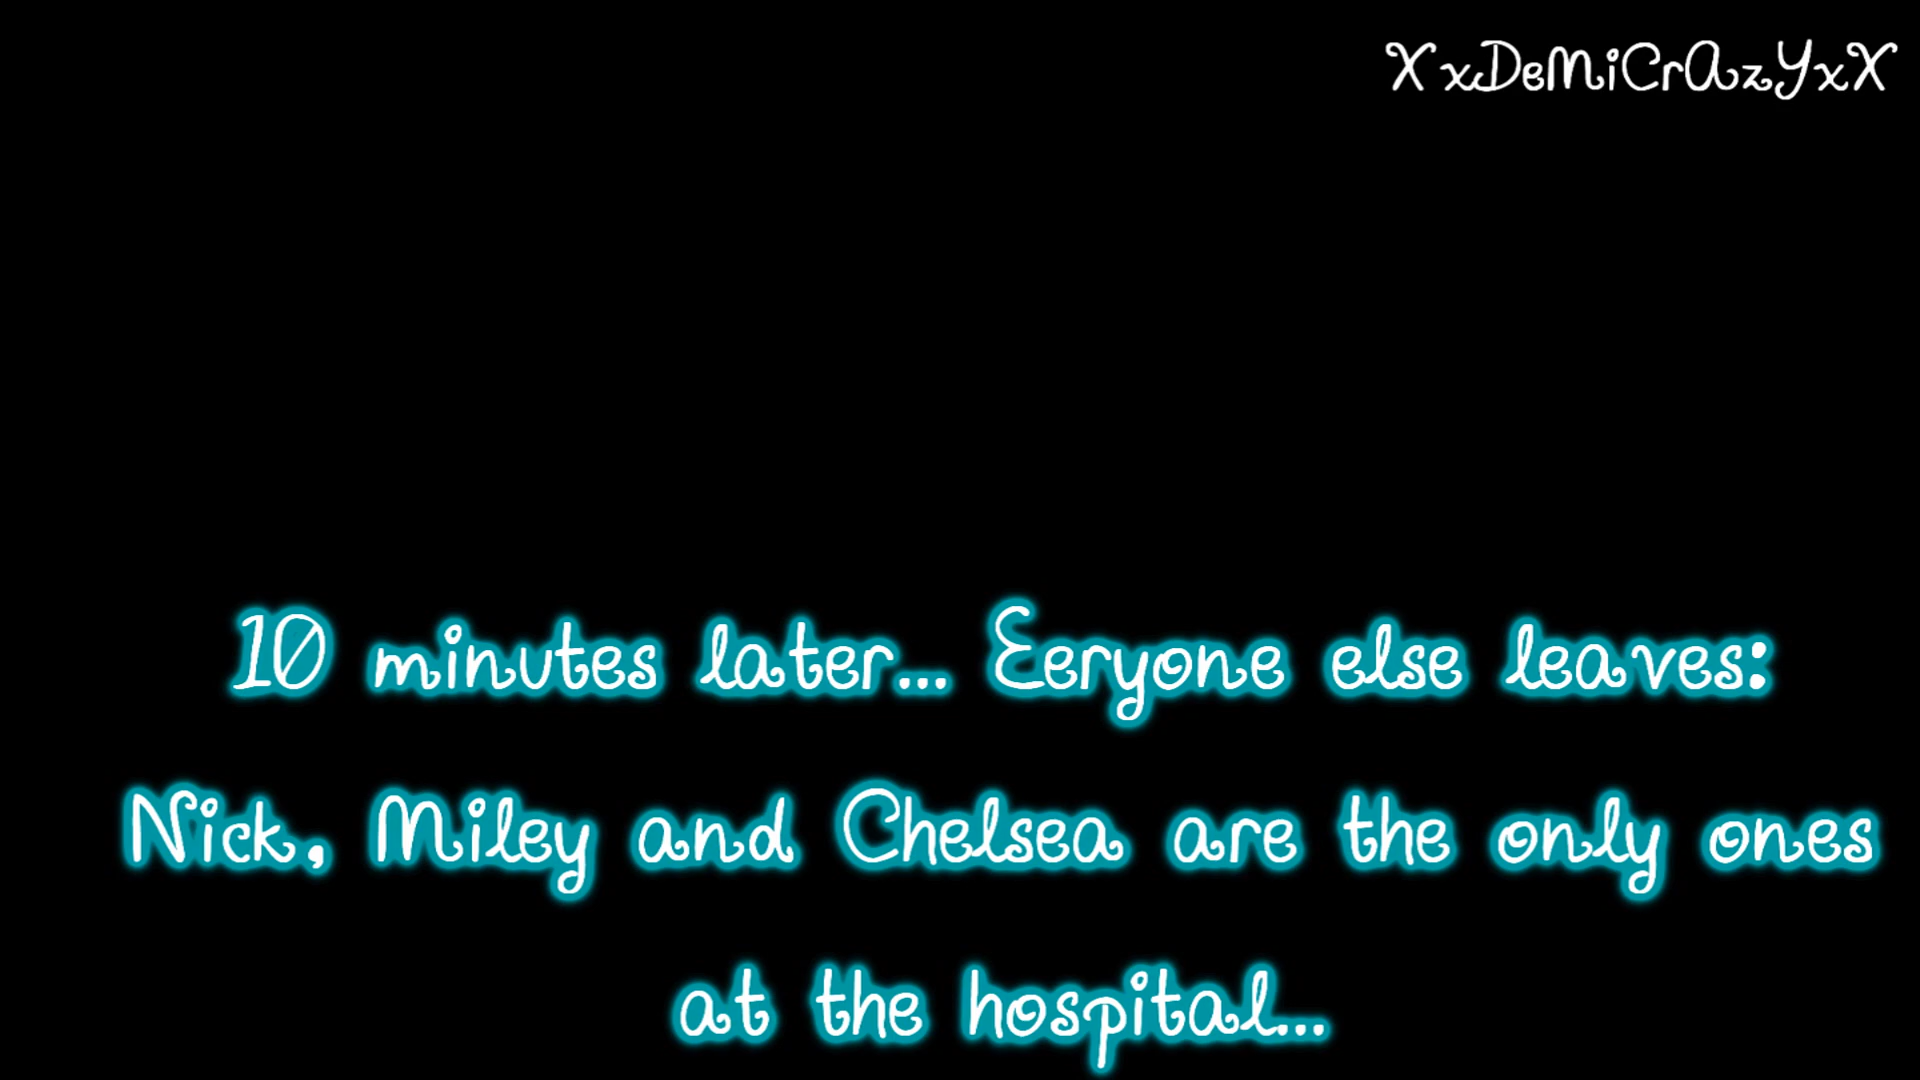 XxDeMiCrAzYxX
10 minutes later... Eeryone else leaves:
Nick, Miley and Chelsea are the only ones
at the hospital...